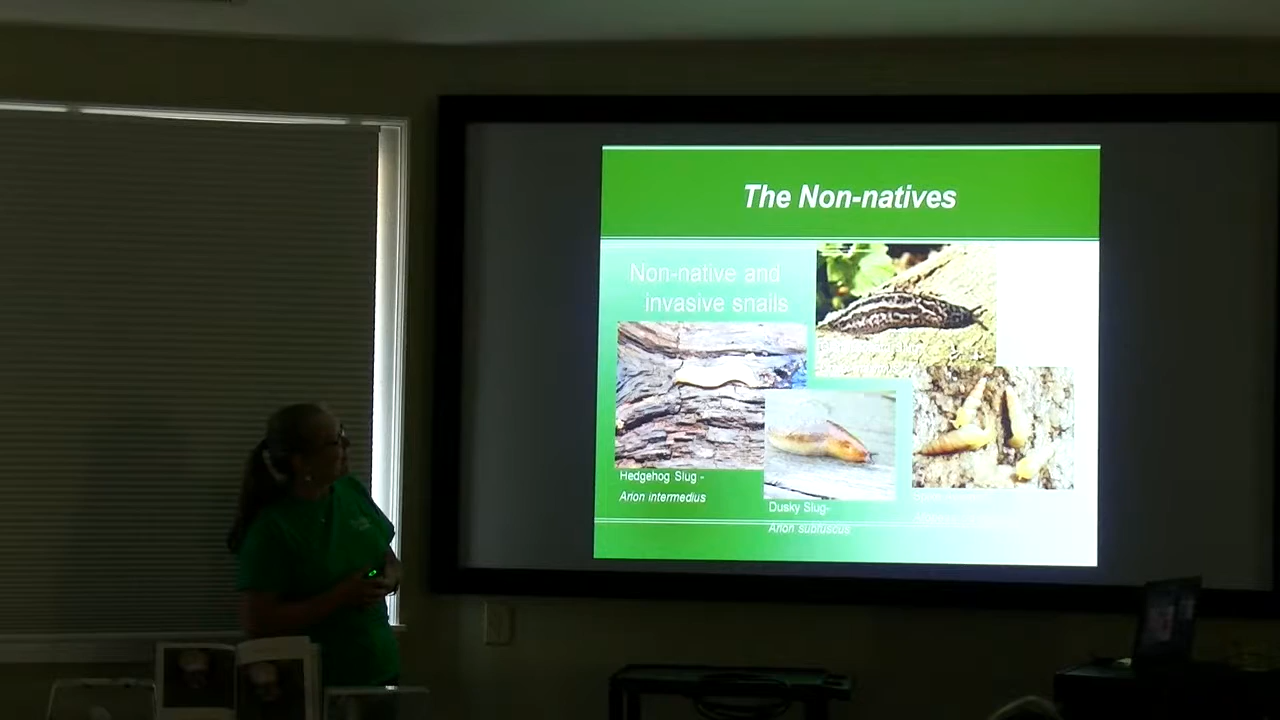 The Non-natives
Non-native and
invasive snails
Hedgehog Slug -
Arion intermedius
Dusky Slug-
Arion subfuscus